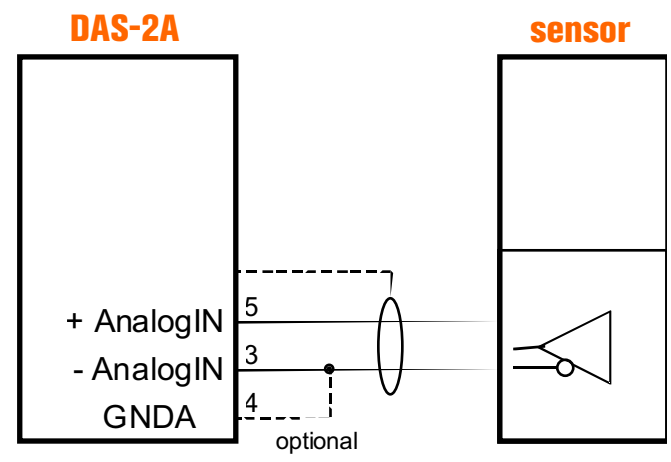 DAS-2A
sensor
+ AnalogIN 5
- AnalogIN 3
GNDA 4
optional